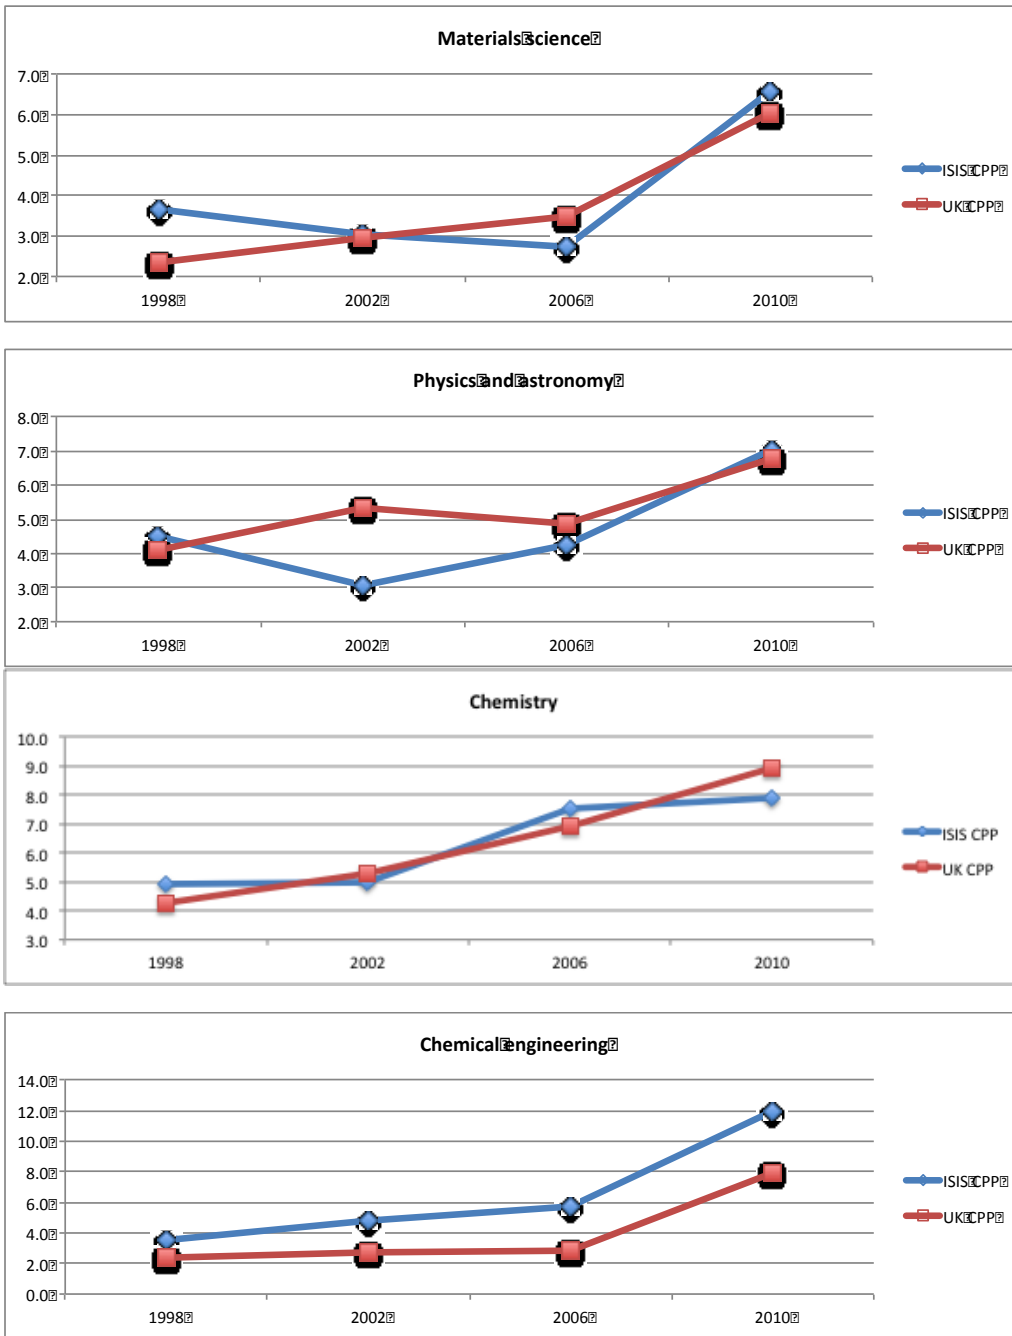 Materials science
7.0
6.0
5.0
4.0
3.0
2.0
1998 2002 2006 2010
ISIS CPP
UK CPP
Physics and astronomy
8.0
7.0
6.0
5.0
4.0
3.0
2.0
1998 2002 2006 2010
ISIS CPP
UK CPP
Chemistry
10.0
9.0
8.0
7.0
6.0
5.0
4.0
3.0
1998 2002 2006 2010
ISIS CPP
UK CPP
Chemical engineering
14.0
12.0
10.0
8.0
6.0
4.0
2.0
0.0
1998 2002 2006 2010
ISIS CPP
UK CPP